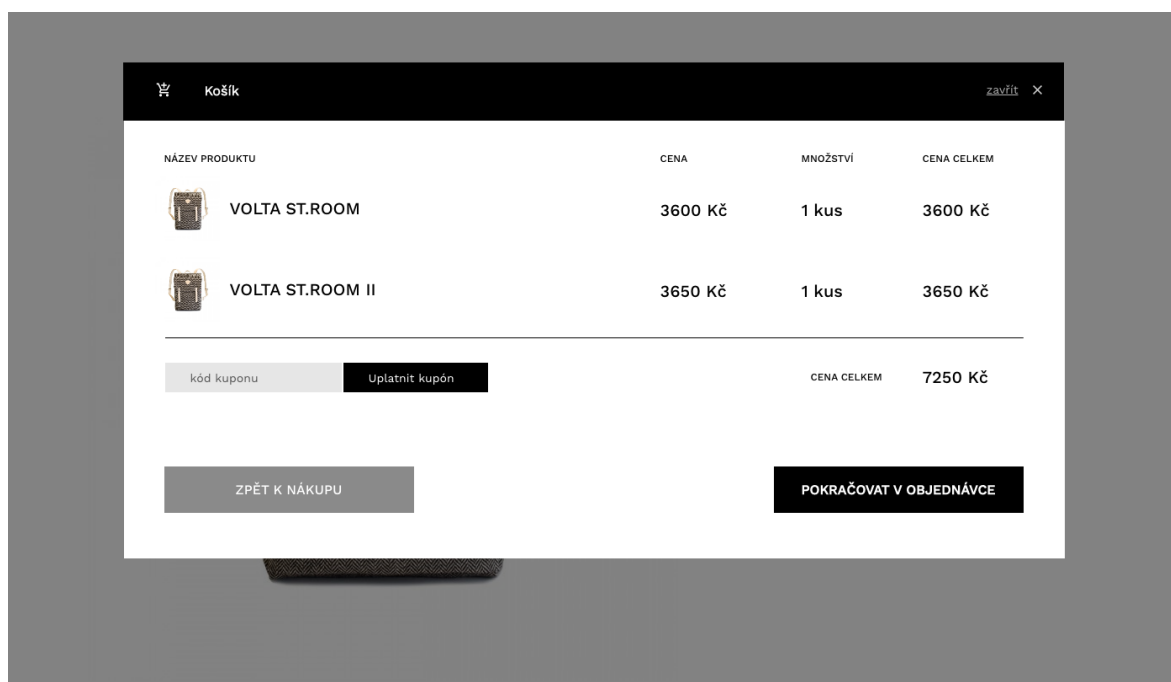 Košík zavřít
NÁZEV PRODUKTU CENA MNOŽSTVÍ CENA CELKEM
VOLTA ST.ROOM 3600 Kč 1 kus 3600 Kč
VOLTA ST.ROOM II 3650 Kč 1 kus 3650 Kč
kód kuponu Uplatnit kupón CENA CELKEM 7250 Kč
ZPĚT K NÁKUPU POKRAČOVAT V OBJEDNÁVCE